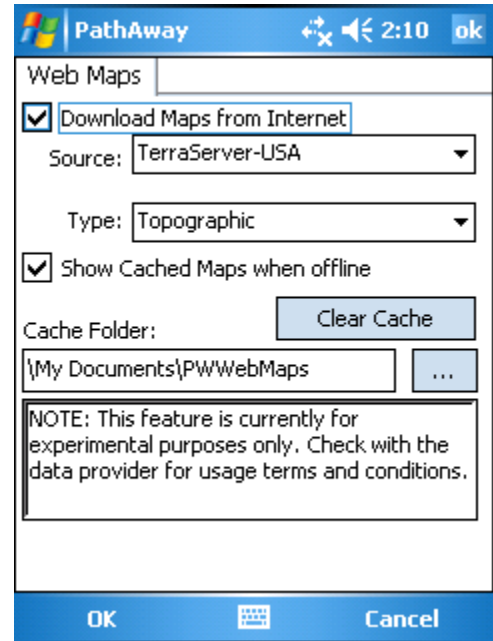 PathAway 2:10 ok
Web Maps
Download Maps from Internet
Source: TerraServer-USA
Type: Topographic
Show Cached Maps when offline
Clear Cache
Cache Folder:
\My Documents\PWWebMaps ...
NOTE: This feature is currently for
experimental purposes only. Check with the
data provider for usage terms and conditions.
OK Cancel